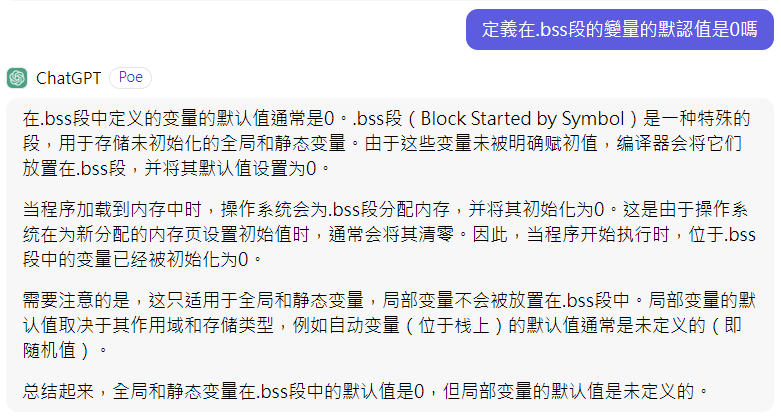 定義在.bss段的變量的默認值是0嗎
ChatGPT Poe
在.bss段中定义的变量的默认值通常是0。.bss段（Block Started by Symbol）是一种特殊的
段，用于存储未初始化的全局和静态变量。由于这些变量未被明确赋初值，编译器会将它们
放置在.bss段，并将其默认值设置为0。
当程序加载到内存中时，操作系统会为.bss段分配内存，并将其初始化为0。这是由于操作系
统在为新分配的内存页设置初始值时，通常会将其清零。因此，当程序开始执行时，位于.bss
段中的变量已经被初始化为0。
需要注意的是，这只适用于全局和静态变量，局部变量不会被放置在.bss段中。局部变量的默
认值取决于其作用域和存储类型，例如自动变量（位于栈上）的默认值通常是未定义的（即
随机值）。
总结起来，全局和静态变量在.bss段中的默认值是0，但局部变量的默认值是未定义的。